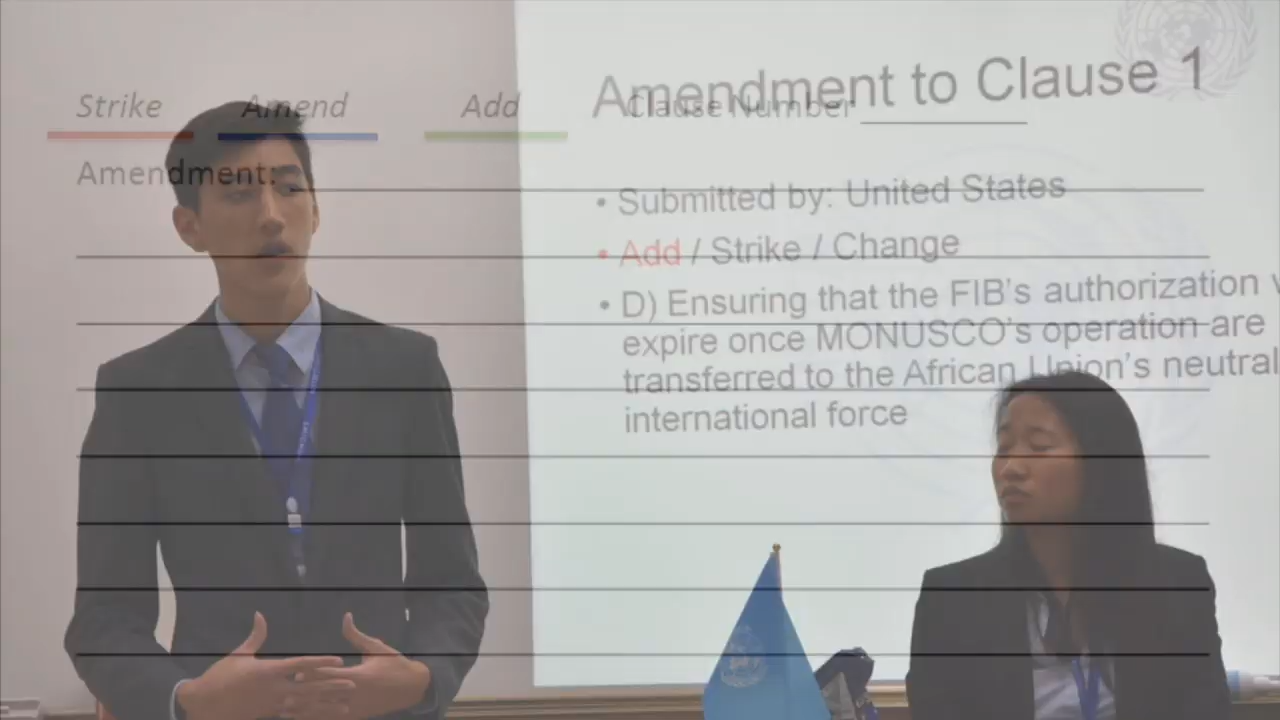 Strike Amend Add Clause Number
Amendment:
Amendment to Clause 1
• Submitted by: United States
• Add / Strike / Change
• D) Ensuring that the FIB's authorization
expire once MONUSCO's operation are
transferred to the African Union's neutral
international force